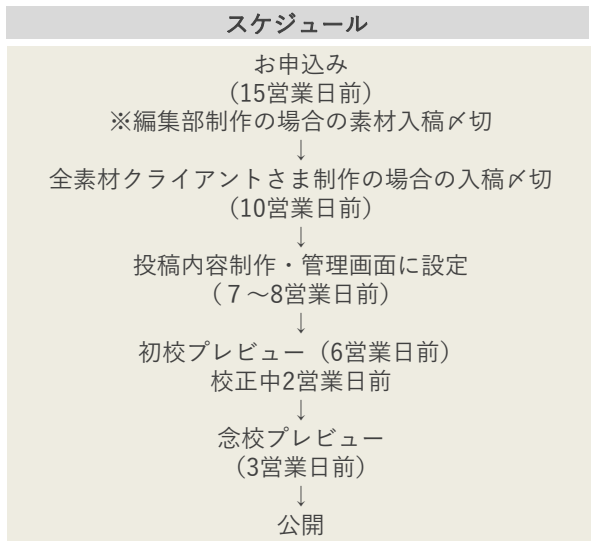 スケジュール
お申込み
(15営業日前)
※編集部制作の場合の素材入稿〆切
↓
全素材クライアントさま制作の場合の入稿〆切
(10営業日前)
↓
投稿内容制作・管理画面に設定
(７～8営業日前)
↓
初校プレビュー（6営業日前）
校正中2営業日前
↓
念校プレビュー
(3営業日前)
↓
公開